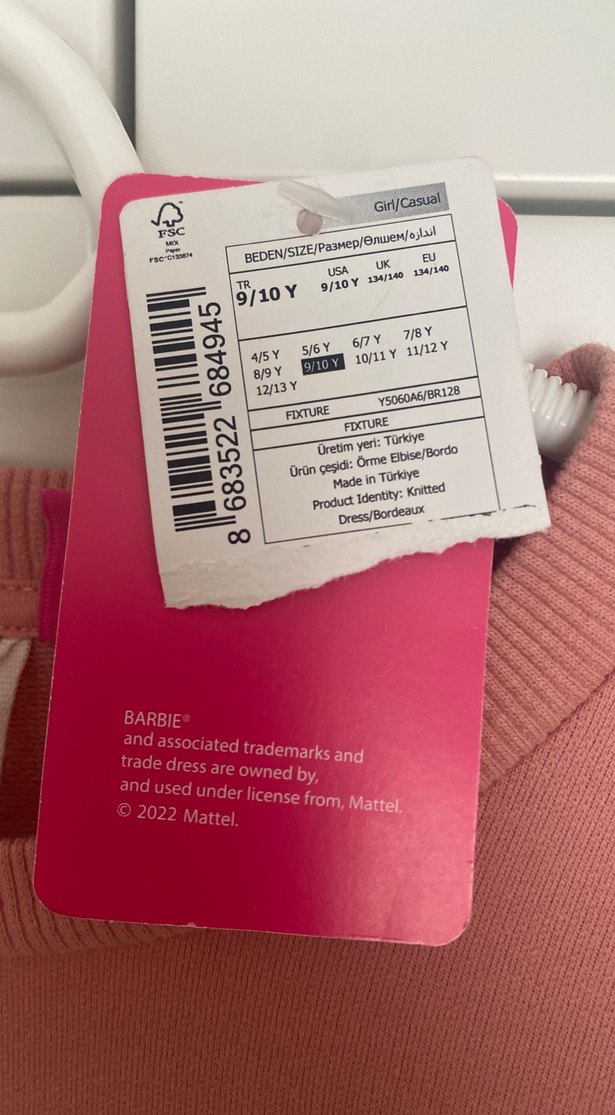 FSC
MIX
Paper
FSC™ C133874
Girl/Casual
BEDEN/SIZE/Размер/Өлшем/اندازه
TR USA UK EU
9/10 Y 9/10 Y 134/140 134/140
4/5 Y 5/6 Y 6/7 Y 7/8 Y
8/9 Y 9/10 Y 10/11 Y 11/12 Y
12/13 Y
FIXTURE Y5060A6/BR128
FIXTURE
Üretim yeri: Türkiye
Ürün çeşidi: Örme Elbise/Bordo
Made in Türkiye
Product Identity: Knitted
Dress/Bordeaux
8 683522 684945
BARBIE®
and associated trademarks and
trade dress are owned by,
and used under license from, Mattel.
© 2022 Mattel.